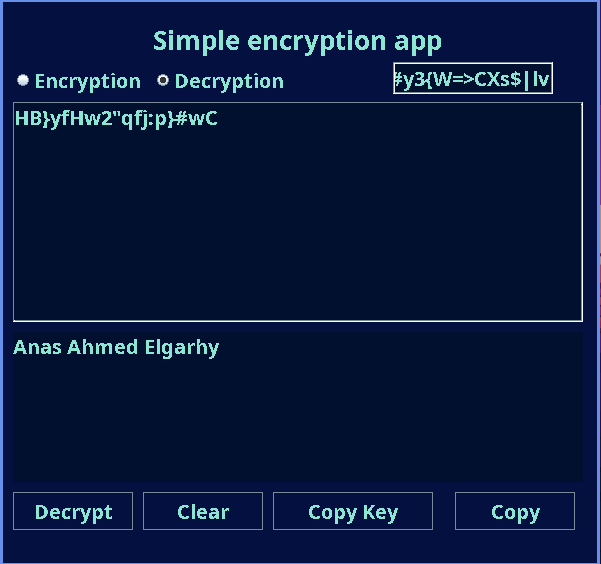 Simple encryption app
Encryption Decryption #y3{W=>CXs$|lv
HB}yfHw2"qfj:p}#wC
Anas Ahmed Elgarhy
Decrypt Clear Copy Key Copy